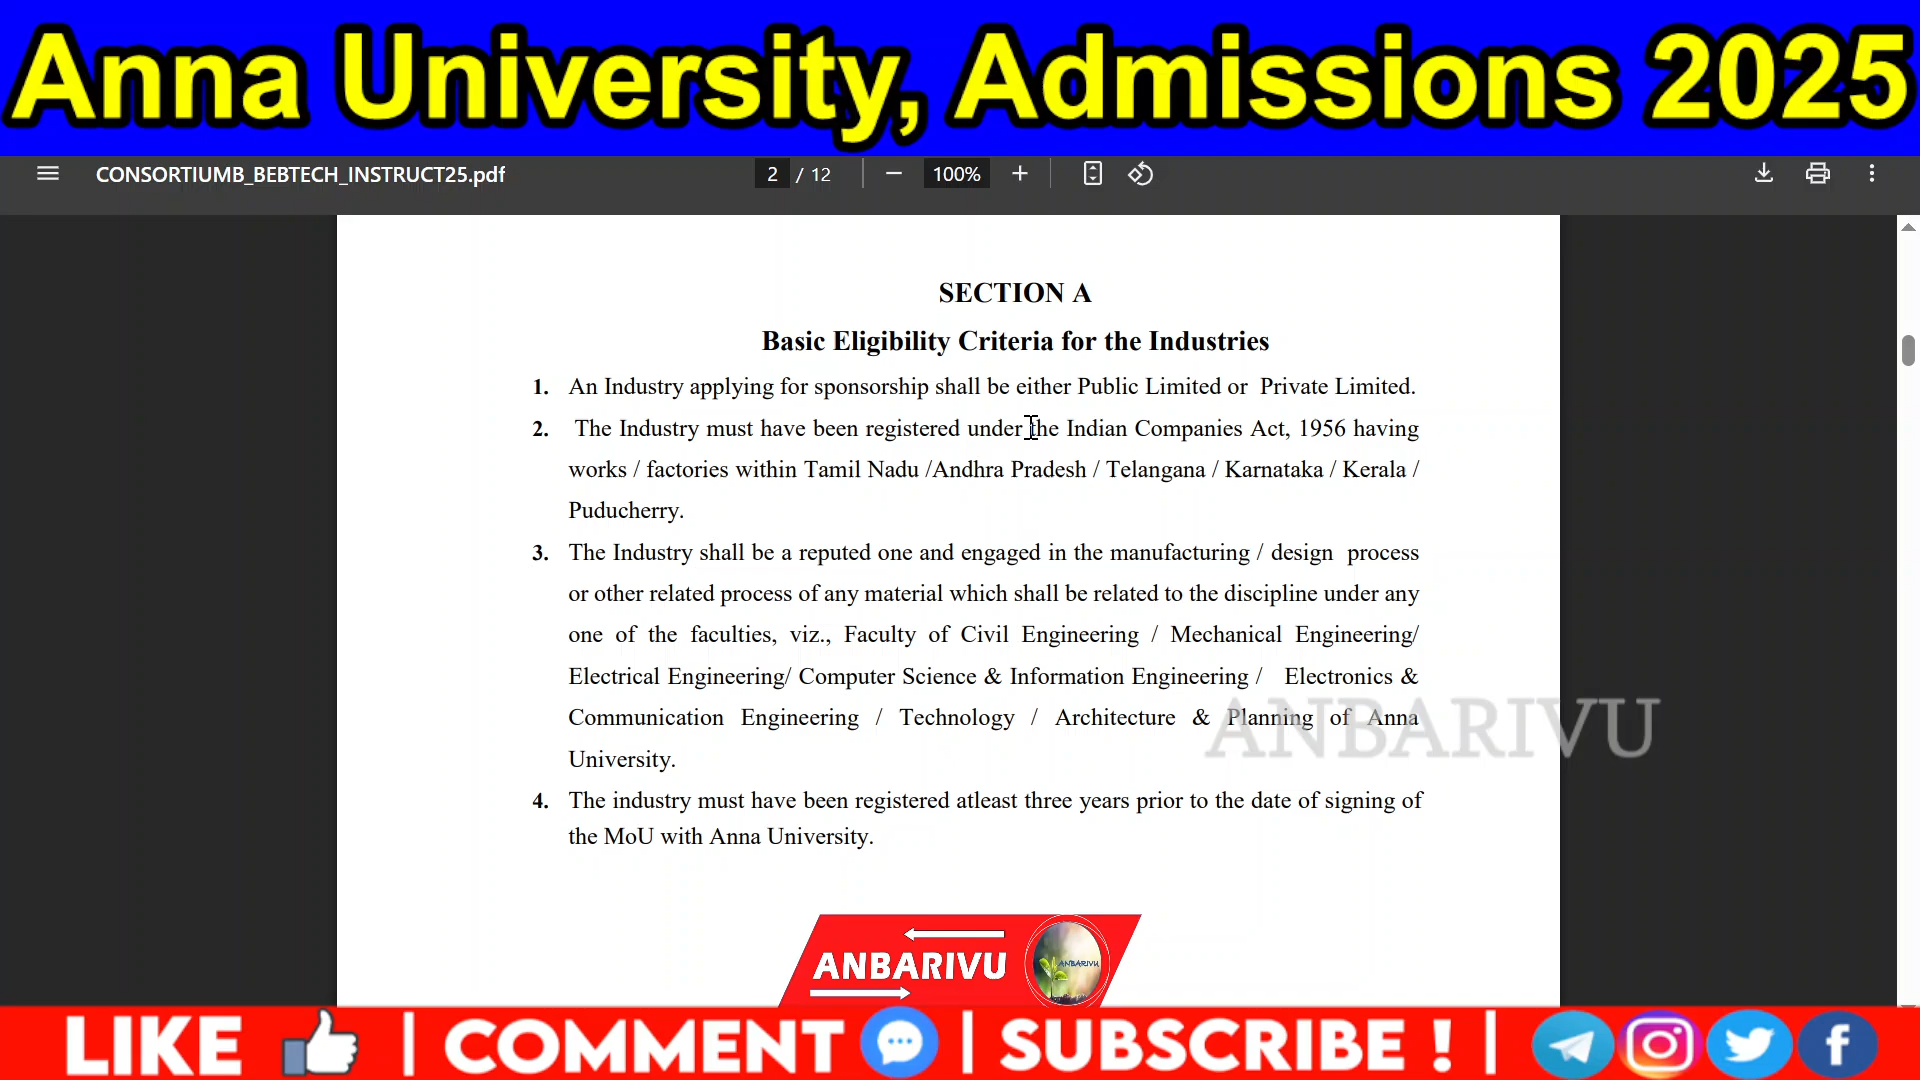 Anna University, Admissions 2025
CONSORTIUMB_BEBTECH_INSTRUCT25.pdf
2 / 12
100%
SECTION A
Basic Eligibility Criteria for the Industries
1. An Industry applying for sponsorship shall be either Public Limited or Private Limited.
2. The Industry must have been registered under the Indian Companies Act, 1956 having
works / factories within Tamil Nadu /Andhra Pradesh / Telangana / Karnataka / Kerala /
Puducherry.
3. The Industry shall be a reputed one and engaged in the manufacturing / design process
or other related process of any material which shall be related to the discipline under any
one of the faculties, viz., Faculty of Civil Engineering / Mechanical Engineering/
Electrical Engineering/ Computer Science & Information Engineering / Electronics &
Communication Engineering / Technology / Architecture & Planning of Anna
University.
ANBARIVU
4. The industry must have been registered atleast three years prior to the date of signing of
the MoU with Anna University.
ANBARIVU
ANBARIVU
LIKE | COMMENT | SUBSCRIBE ! |